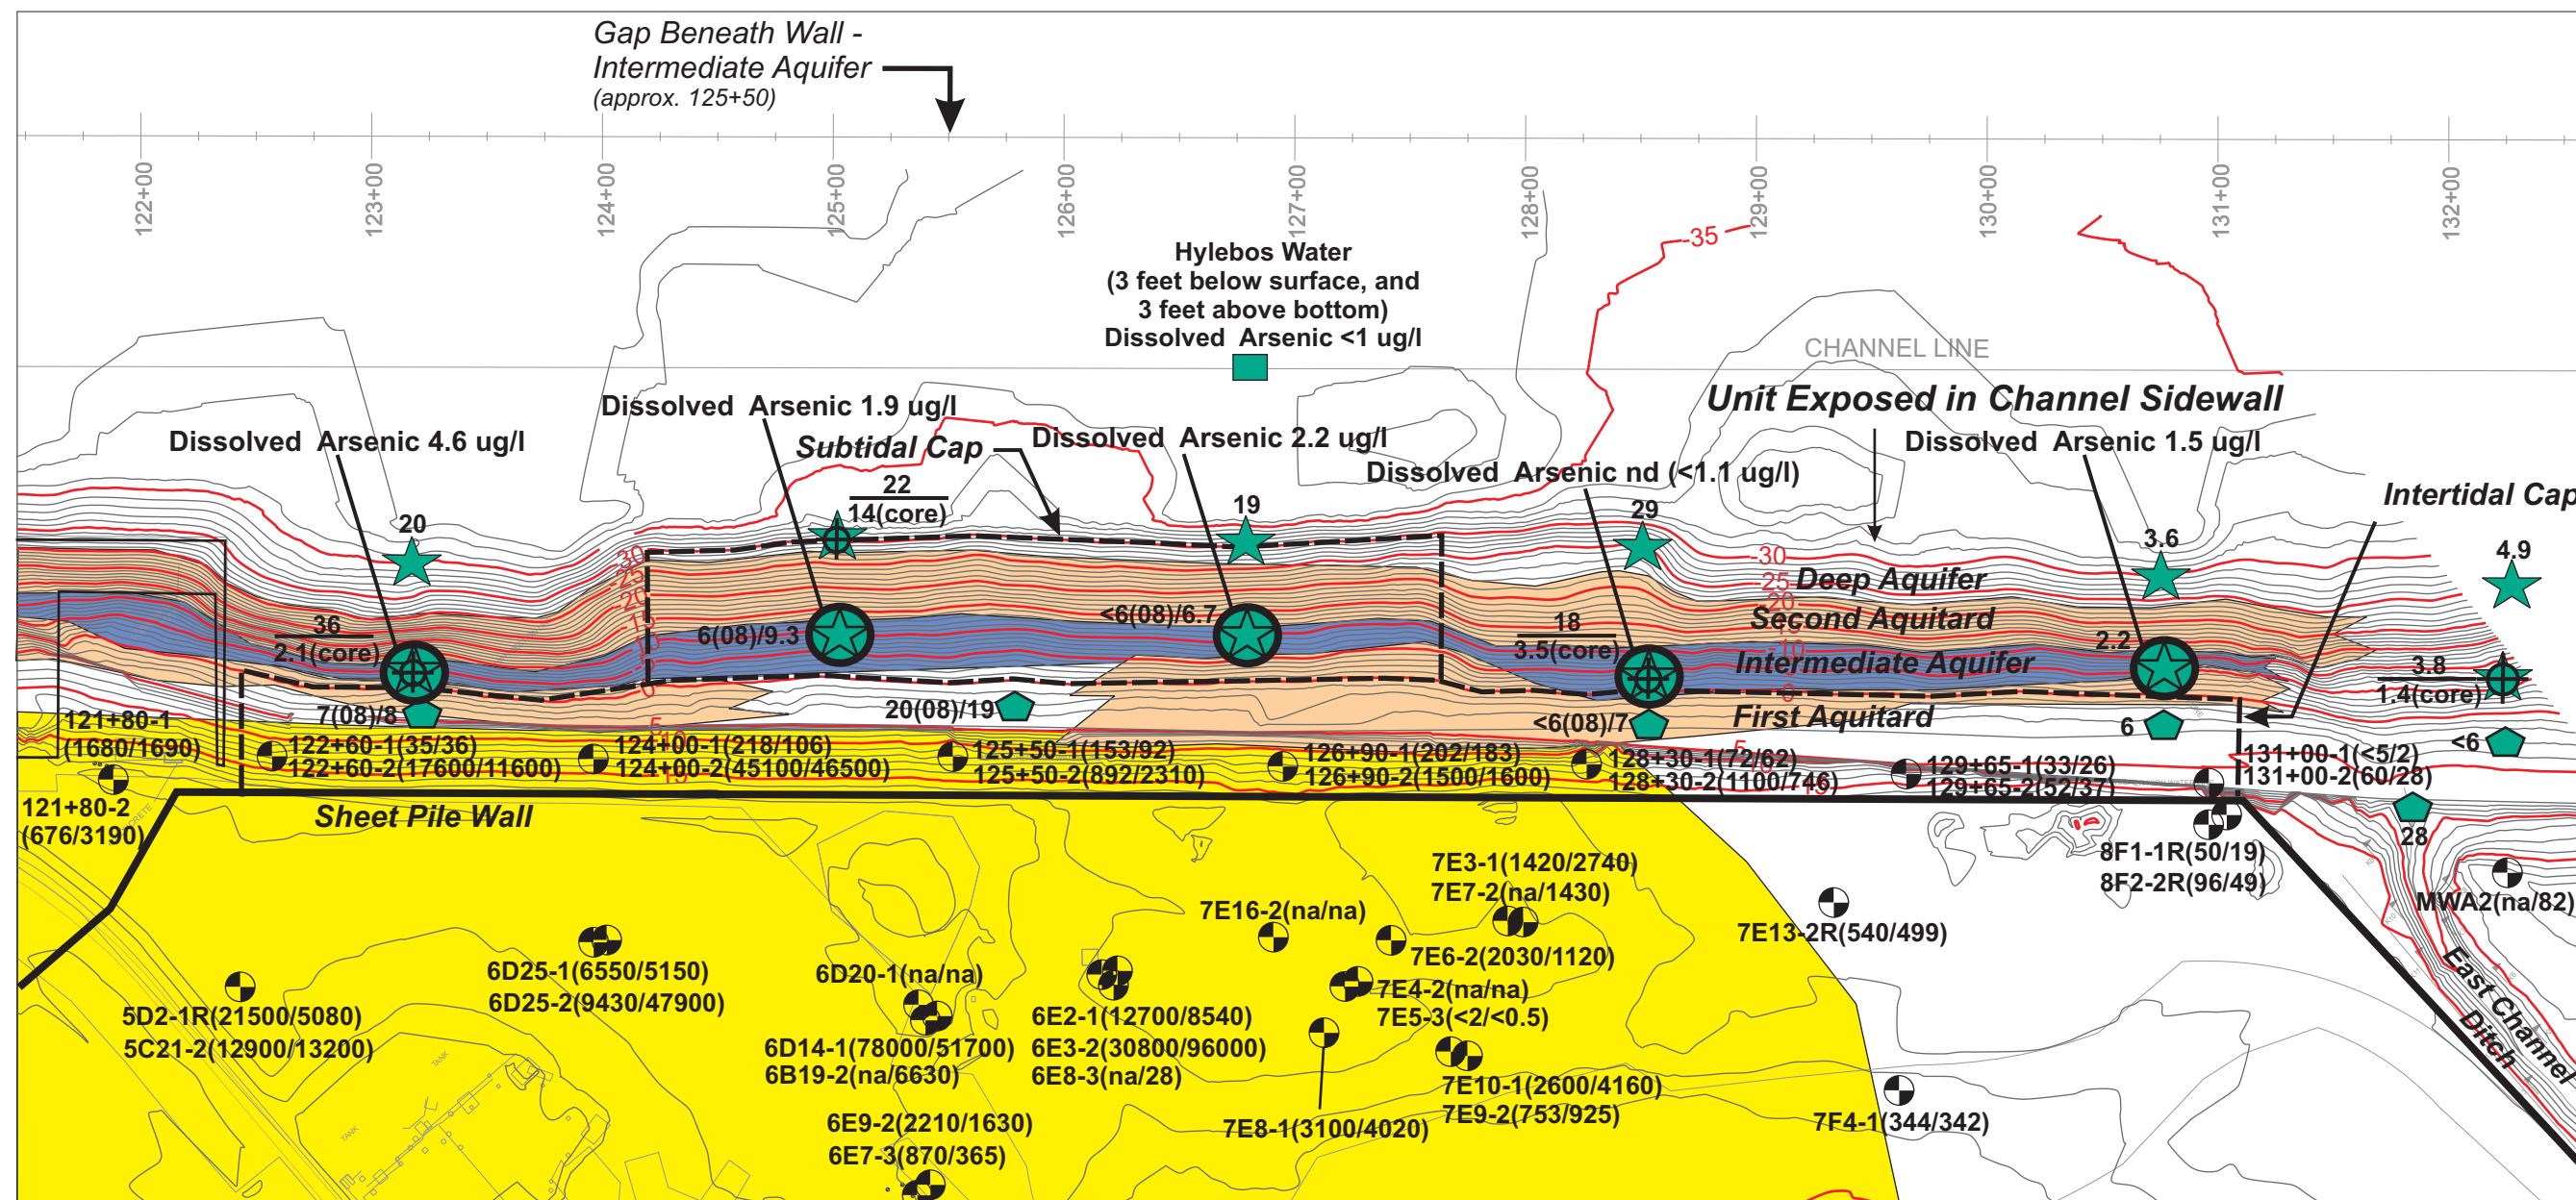 Gap Beneath Wall -
Intermediate Aquifer
(approx. 125+50)
122+00
123+00
124+00
125+00
126+00
127+00
128+00
129+00
130+00
131+00
132+00
-35
Hylebos Water
(3 feet below surface, and
3 feet above bottom)
Dissolved Arsenic <1 ug/l
CHANNEL LINE
Unit Exposed in Channel Sidewall
Dissolved Arsenic 4.6 ug/l
Dissolved Arsenic 1.9 ug/l
Subtidal Cap
Dissolved Arsenic 2.2 ug/l
Dissolved Arsenic nd (<1.1 ug/l)
Dissolved Arsenic 1.5 ug/l
Intertidal Cap
20
22
14(core)
19
29
3.6
4.9
-30
-25
-20
-15
-10
0
-30
-25
-20
-15
-10
0
Deep Aquifer
Second Aquitard
Intermediate Aquifer
First Aquitard
36
2.1(core)
6(08)/9.3
<6(08)/6.7
18
3.5(core)
2.2
3.8
1.4(core)
7(08)/8
20(08)/19
<6(08)/7
6
<6
28
5
10
15
5
15
121+80-1
(1680/1690)
121+80-2
(676/3190)
122+60-1(35/36)
122+60-2(17600/11600)
124+00-1(218/106)
124+00-2(45100/46500)
125+50-1(153/92)
125+50-2(892/2310)
126+90-1(202/183)
126+90-2(1500/1600)
128+30-1(72/62)
128+30-2(1100/746)
129+65-1(33/26)
129+65-2(52/37)
131+00-1(<5/2)
131+00-2(60/28)
Sheet Pile Wall
8F1-1R(50/19)
8F2-2R(96/49)
MWA2(na/82)
7E3-1(1420/2740)
7E7-2(na/1430)
7E16-2(na/na)
7E13-2R(540/499)
7E6-2(2030/1120)
6D25-1(6550/5150)
6D25-2(9430/47900)
6D20-1(na/na)
7E4-2(na/na)
7E5-3(<2/<0.5)
5D2-1R(21500/5080)
5C21-2(12900/13200)
6D14-1(78000/51700)
6B19-2(na/6630)
6E2-1(12700/8540)
6E3-2(30800/96000)
6E8-3(na/28)
7E10-1(2600/4160)
7E9-2(753/925)
6E9-2(2210/1630)
6E7-3(870/365)
7E8-1(3100/4020)
7F4-1(344/342)
East Channel
Ditch
TANK
TANK